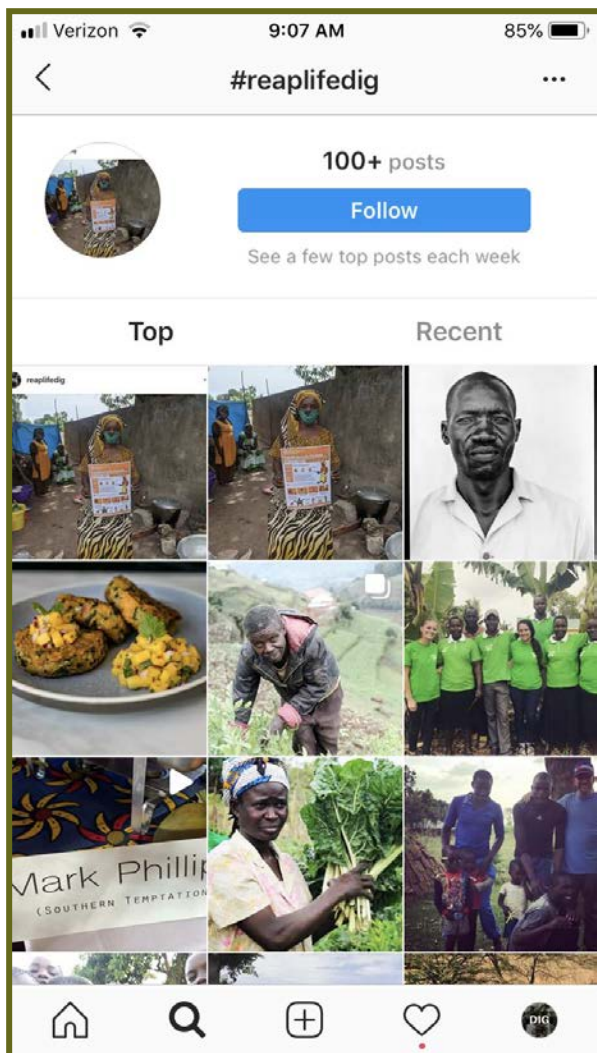 Verizon 9:07 AM 85%
#reaplifedig
100+ posts
Follow
See a few top posts each week
Top Recent
reaplifedig
Mark Phillip
(SOUTHERN TEMPTATION
DIG